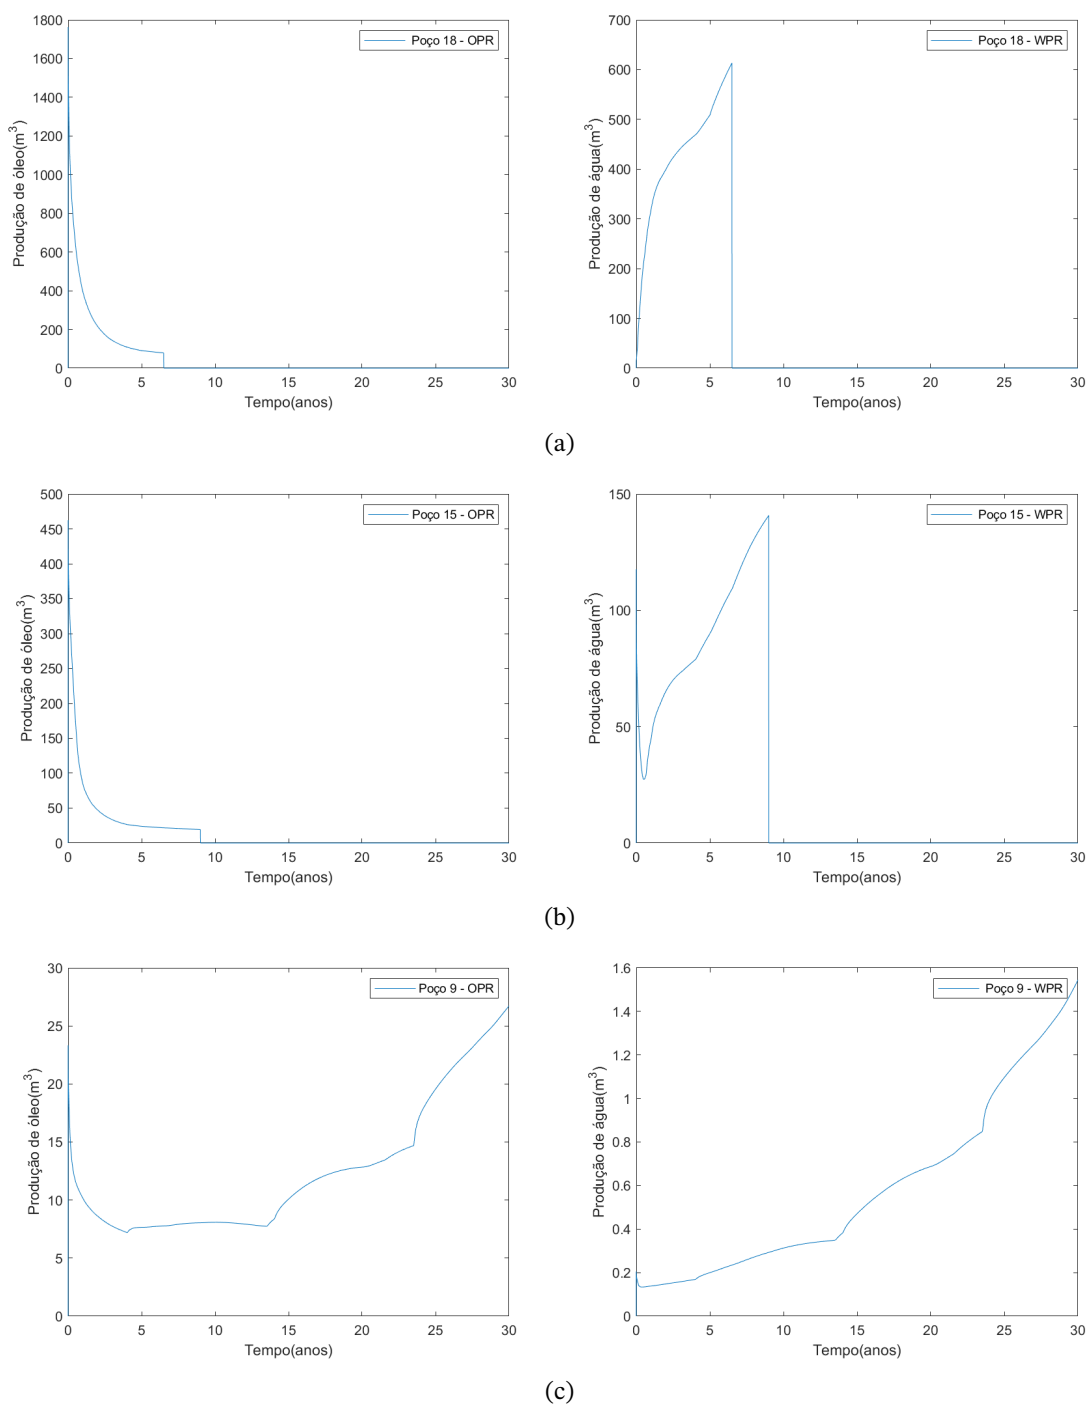 1800
1600
1400
1200
1000
800
600
400
200
0
Produção de óleo(m³)
Poço 18 - OPR
0 5 10 15 20 25 30
Tempo(anos)
700
600
500
400
300
200
100
0
Produção de água(m³)
Poço 18 - WPR
0 5 10 15 20 25 30
Tempo(anos)
(a)
500
450
400
350
300
250
200
150
100
50
0
Produção de óleo(m³)
Poço 15 - OPR
0 5 10 15 20 25 30
Tempo(anos)
150
100
50
0
Produção de água(m³)
Poço 15 - WPR
0 5 10 15 20 25 30
Tempo(anos)
(b)
30
25
20
15
10
5
0
Produção de óleo(m³)
Poço 9 - OPR
0 5 10 15 20 25 30
Tempo(anos)
1.6
1.4
1.2
1
0.8
0.6
0.4
0.2
0
Produção de água(m³)
Poço 9 - WPR
0 5 10 15 20 25 30
Tempo(anos)
(c)